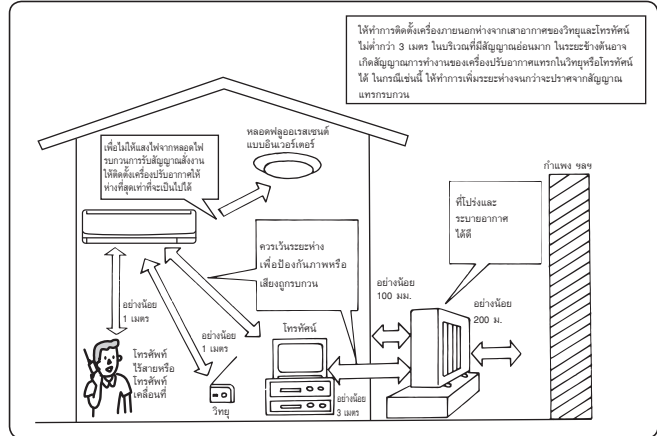 ให้ทำการติดตั้งเครื่องภายนอกห่างจากเสาอากาศของวิทยุและโทรทัศน์
ไม่ต่ำกว่า 3 เมตร ในบริเวณที่มีสัญญาณอ่อนมาก ในระยะข้างต้นอาจ
เกิดสัญญาณการทำงานของเครื่องปรับอากาศแทรกในวิทยุหรือโทรทัศน์
ได้ ในกรณีเช่นนี้ ให้ทำการเพิ่มระยะห่างจนกว่าจะปราศจากสัญญาณ
แทรกรบกวน
หลอดฟลูออเรสเซนต์
แบบอินเวอร์เตอร์
เพื่อไม่ให้แสงไฟจากหลอดไฟ
รบกวนการรับสัญญาณสั่งงาน
ให้ติดตั้งเครื่องปรับอากาศให้
ห่างที่สุดเท่าที่จะเป็นไปได้
กำแพง ฯลฯ
ที่โปร่งและ
ระบายอากาศ
ได้ดี
ควรเว้นระยะห่าง
เพื่อป้องกันภาพหรือ
เสียงถูกรบกวน
อย่างน้อย
100 มม.
อย่างน้อย
200 ม.
อย่างน้อย
1 เมตร
อย่างน้อย
1 เมตร
โทรทัศน์
โทรศัพท์
ไร้สายหรือ
โทรศัพท์
เคลื่อนที่
วิทยุ
อย่างน้อย
3 เมตร